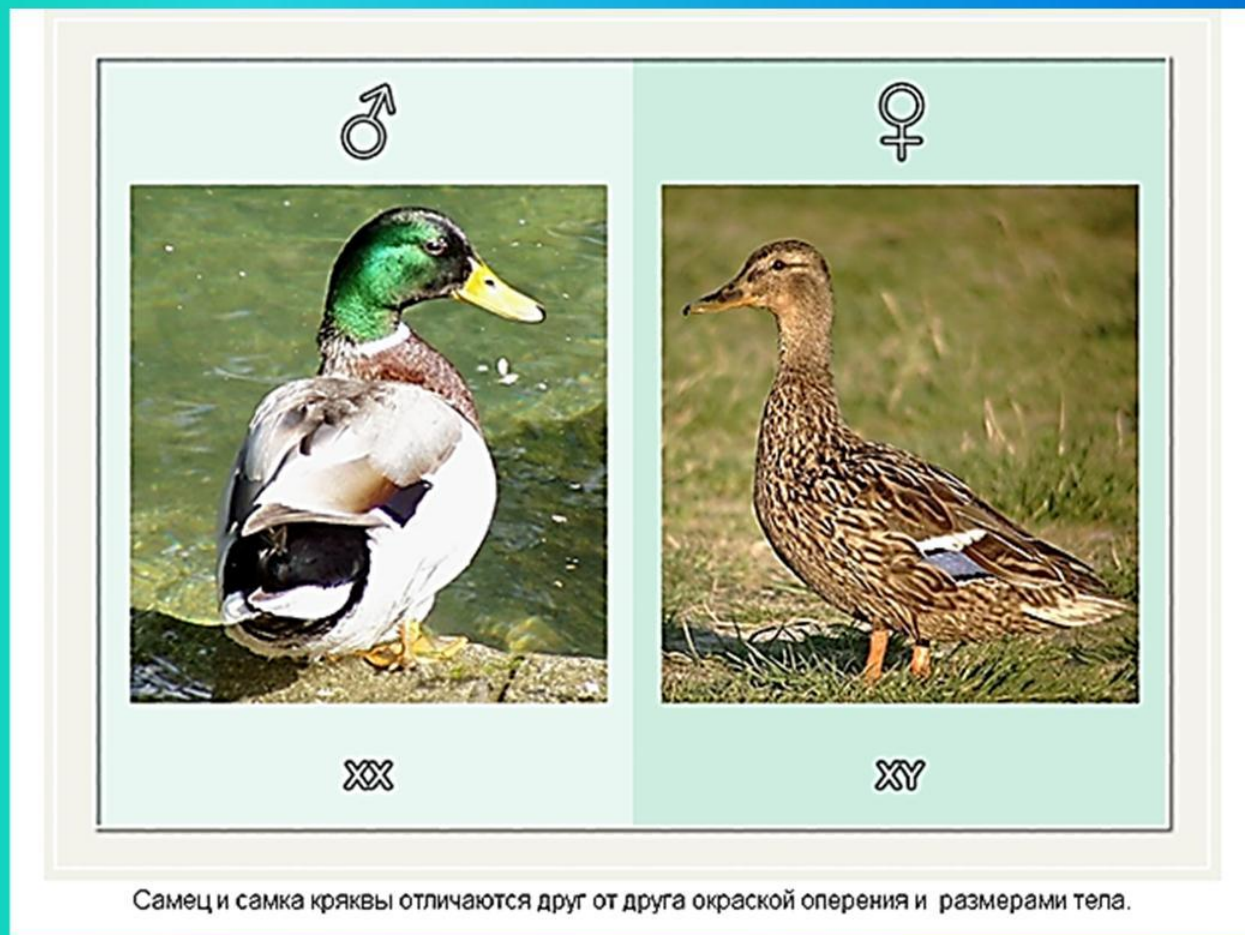 ♂ ♀
XX XY
Самец и самка кряквы отличаются друг от друга окраской оперения и размерами тела.